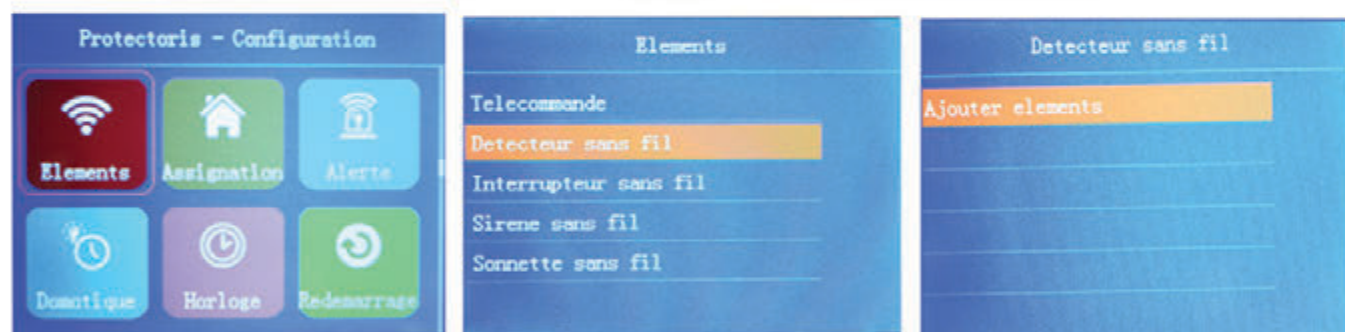 Protectoris - Configuration
Elements
Assignation
Alerte
Domotique
Horloge
Redemarrage
Elements
Telecommande
Detecteur sans fil
Interrupteur sans fil
Sirene sans fil
Sonnette sans fil
Detecteur sans fil
Ajouter elements